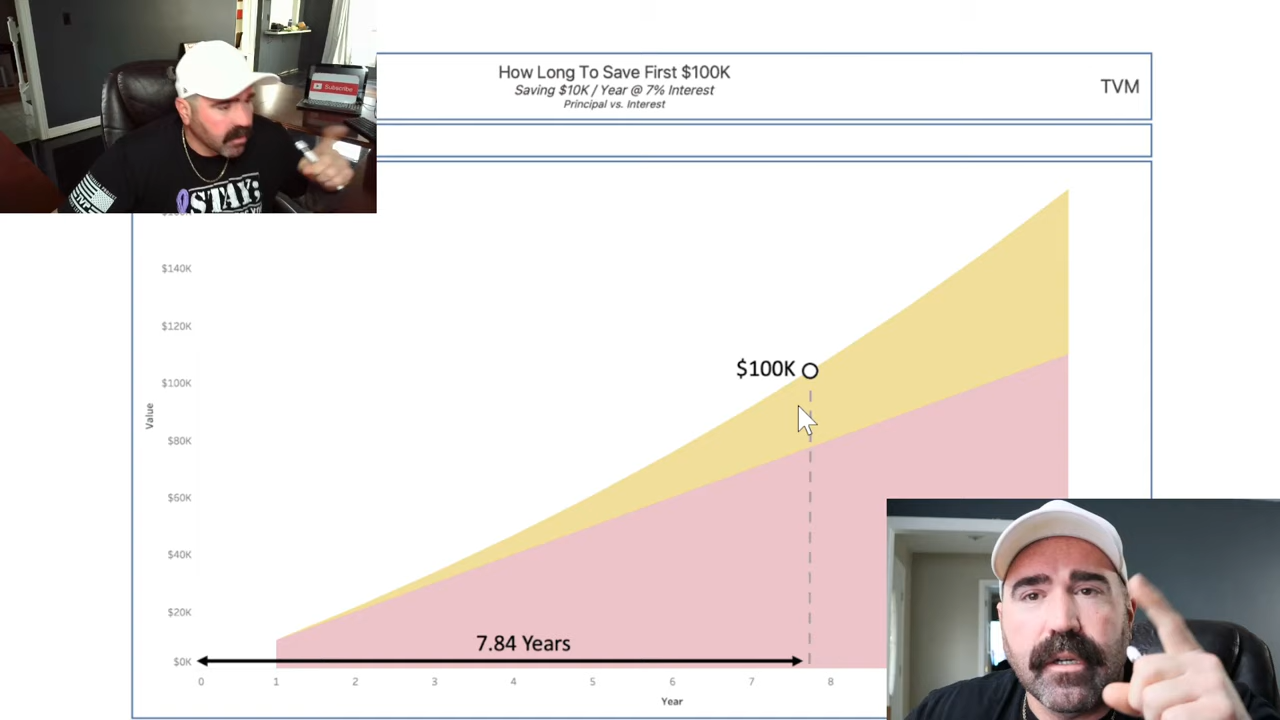 How Long To Save First $100K
Saving $10K / Year @ 7% Interest
Principal vs. Interest
TVM
Subscribe
STAY;
$140K
$120K
$100K
$80K
$60K
$40K
$20K
$0K
Value
$100K
7.84 Years
0 1 2 3 4 5 6 7 8
Year